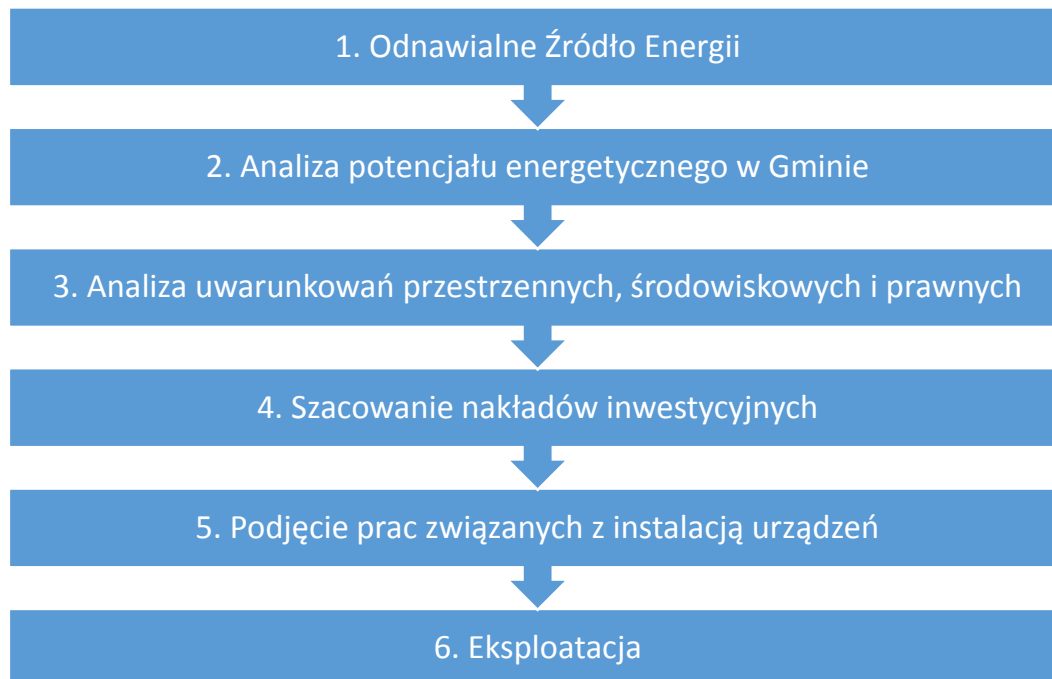 1. Odnawialne Źródło Energii
2. Analiza potencjału energetycznego w Gminie
3. Analiza uwarunkowań przestrzennych, środowiskowych i prawnych
4. Szacowanie nakładów inwestycyjnych
5. Podjęcie prac związanych z instalacją urządzeń
6. Eksploatacja